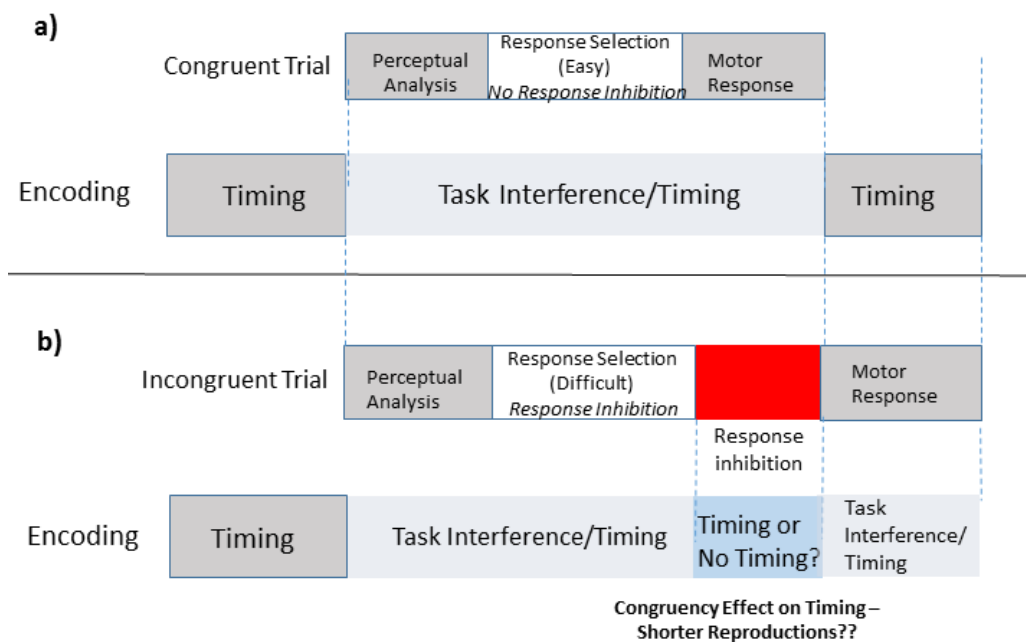 a)
Congruent Trial
Perceptual
Analysis
Response Selection
(Easy)
No Response Inhibition
Motor
Response
Encoding
Timing
Task Interference/Timing
Timing
b)
Incongruent Trial
Perceptual
Analysis
Response Selection
(Difficult)
Response Inhibition
Motor
Response
Response
inhibition
Encoding
Timing
Task Interference/Timing
Timing or
No Timing?
Task
Interference/
Timing
Congruency Effect on Timing –
Shorter Reproductions??